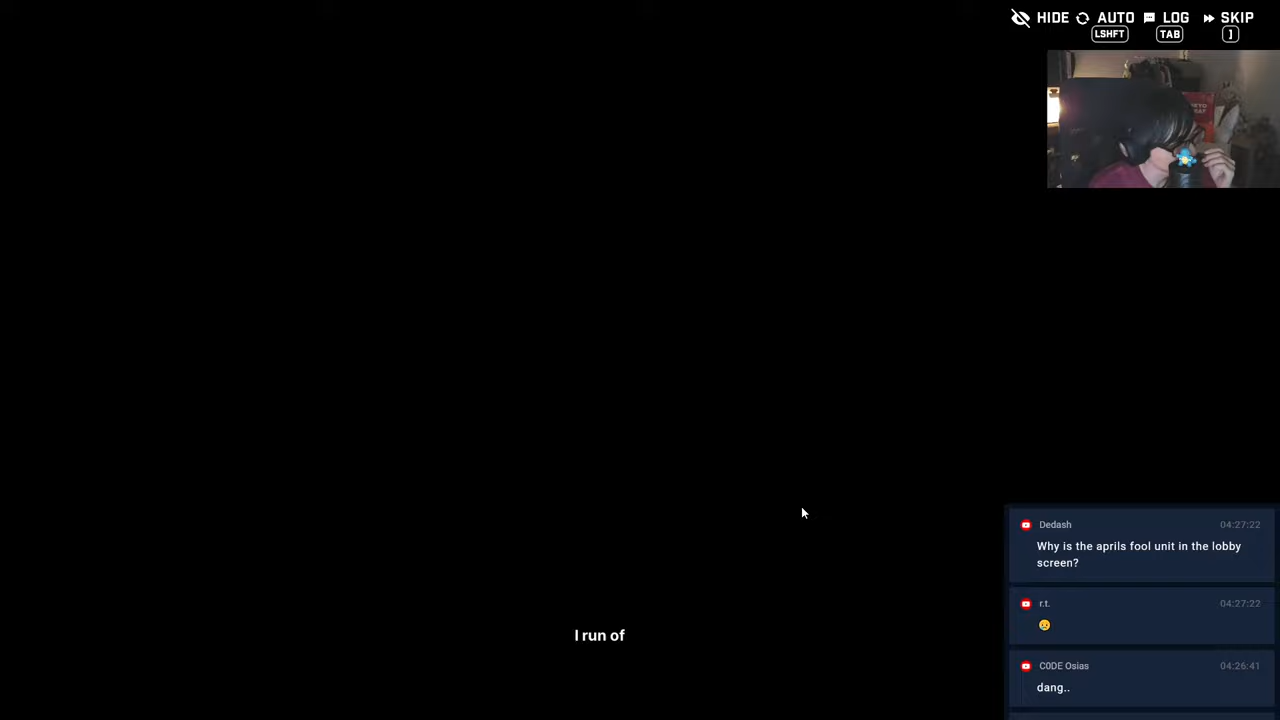 HIDE AUTO LOG SKIP
LSHFT TAB ]
Dedash 04:27:22
Why is the aprils fool unit in the lobby
screen?
r.t. 04:27:22
😥
C0DE Osias 04:26:41
dang..
I run of